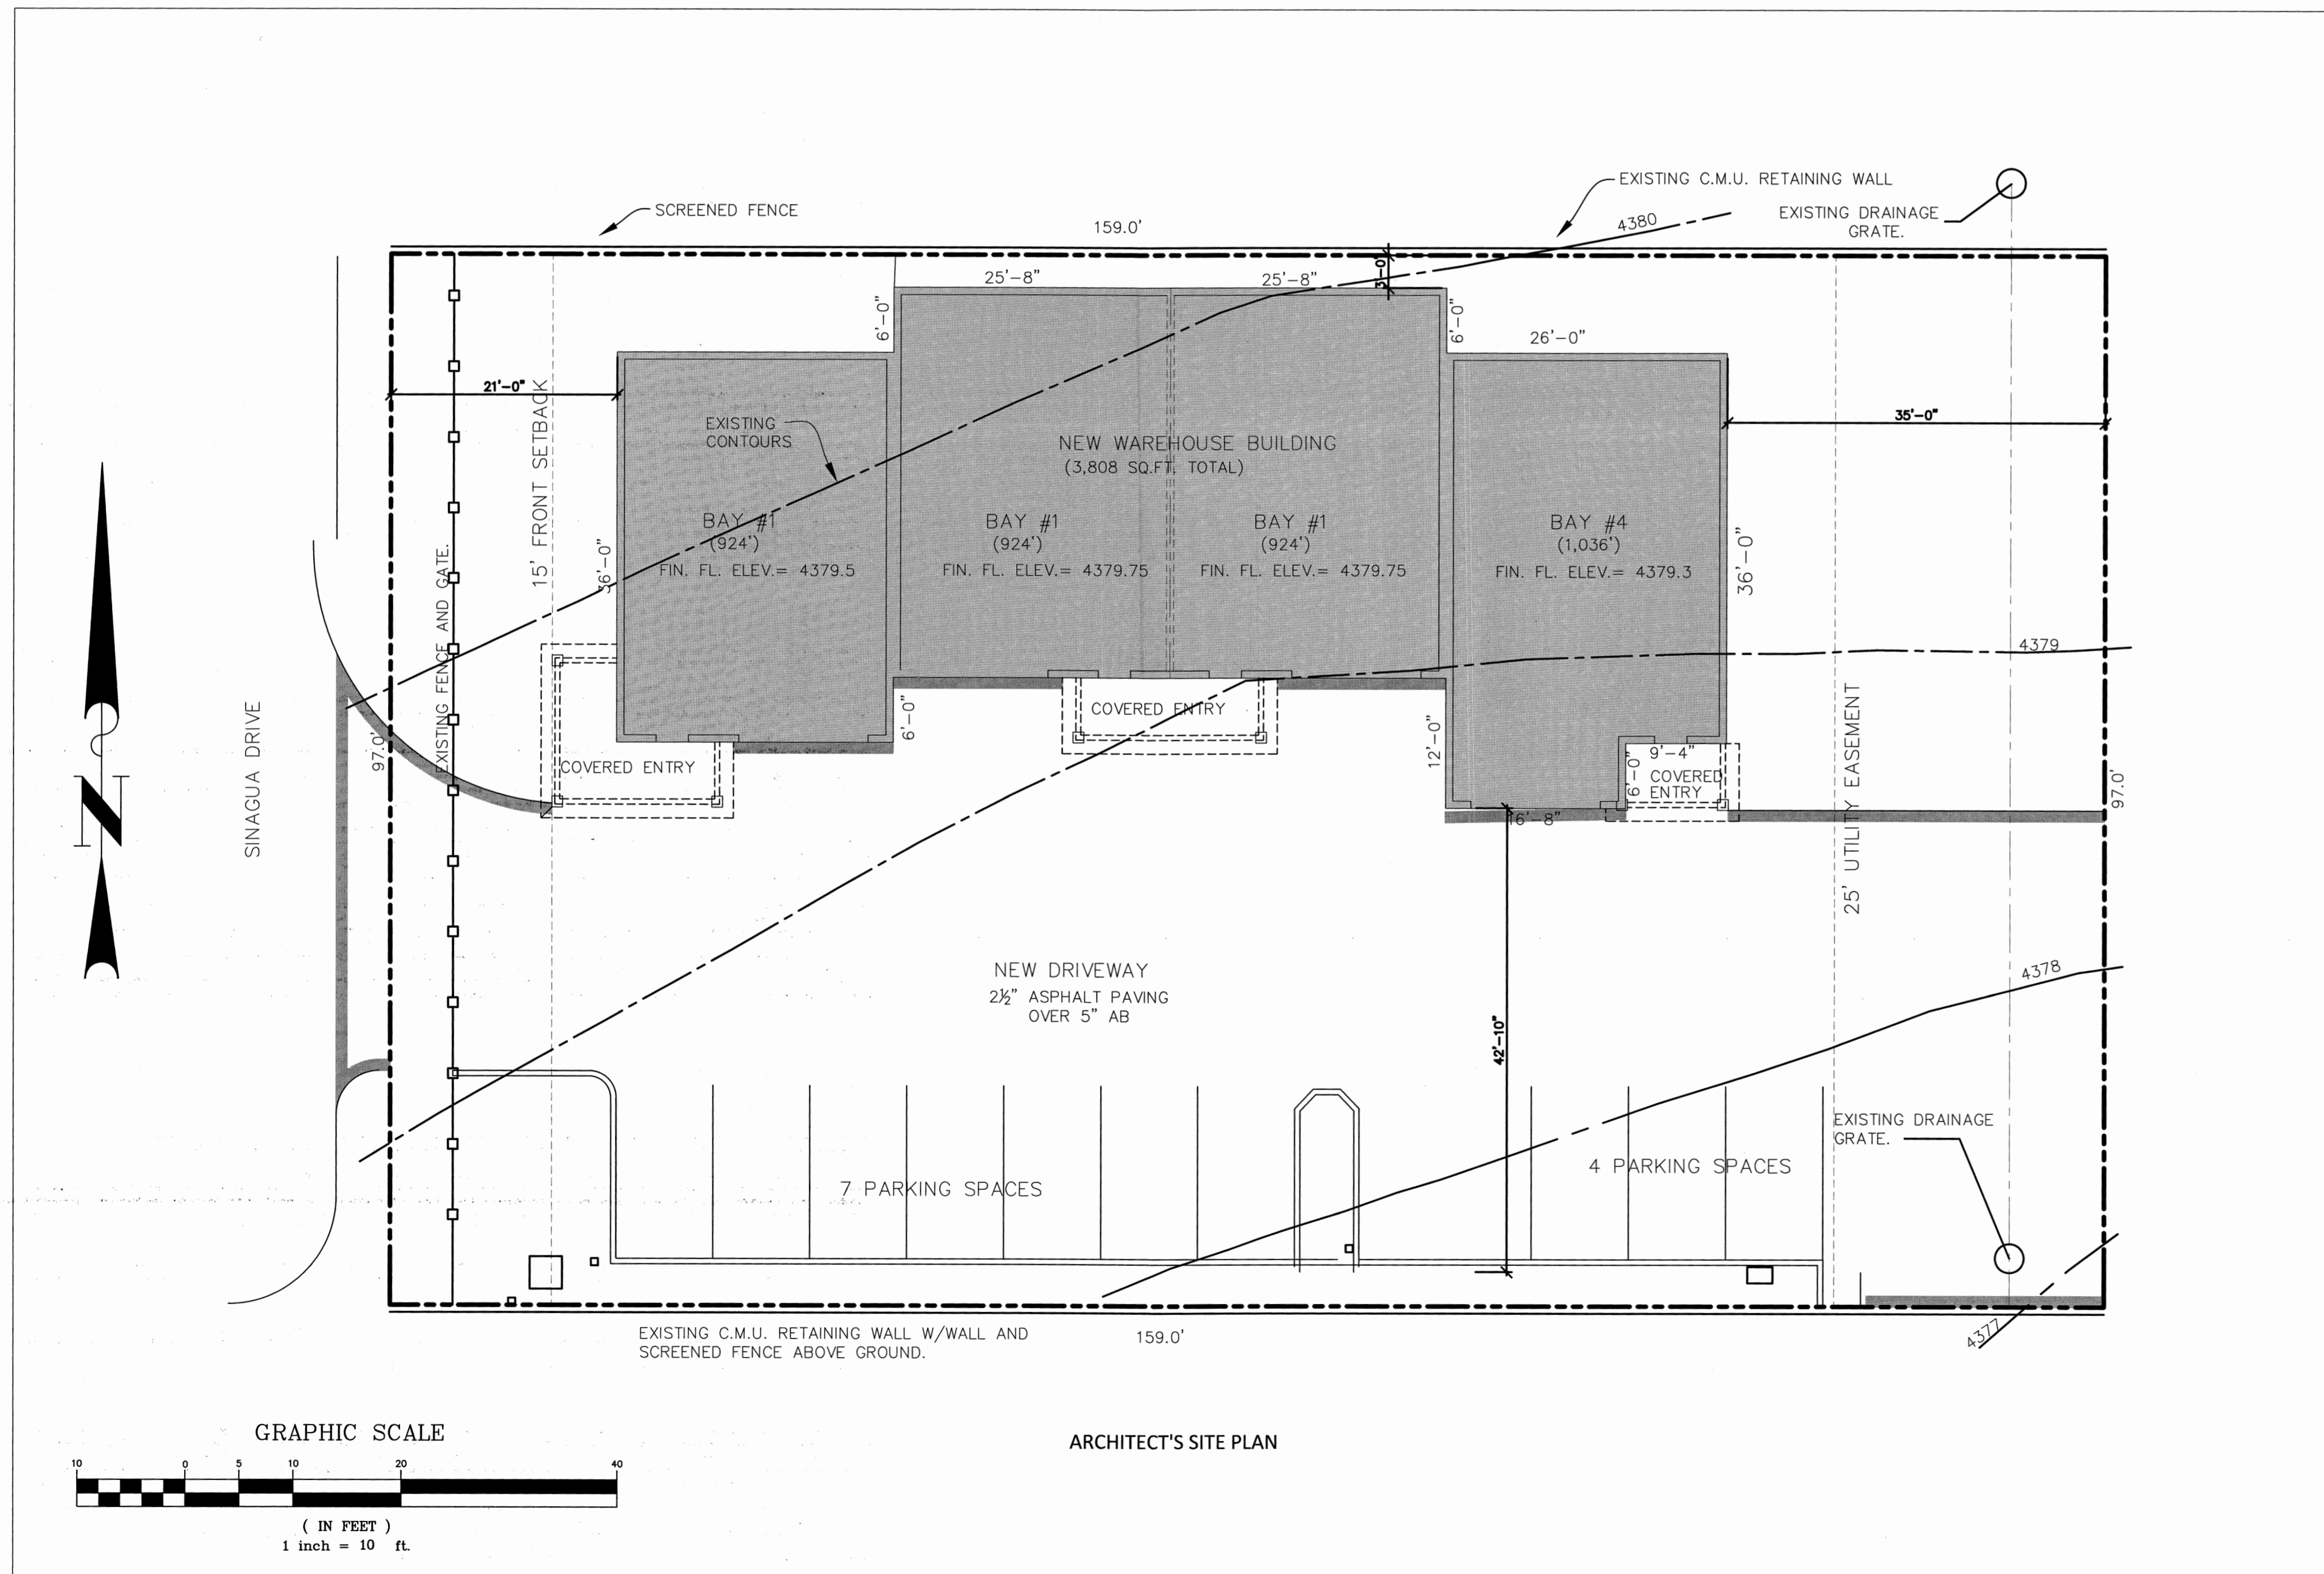 EXISTING C.M.U. RETAINING WALL
SCREENED FENCE
4380
EXISTING DRAINAGE
GRATE.
159.0'
3'-0"
25'-8"
25'-8"
6'-0"
6'-0"
26'-0"
21'-0"
35'-0"
15' FRONT SETBACK
EXISTING
CONTOURS
NEW WAREHOUSE BUILDING
(3,808 SQ.FT. TOTAL)
BAY #1
(924')
FIN. FL. ELEV.= 4379.5
BAY #1
(924')
FIN. FL. ELEV.= 4379.75
BAY #1
(924')
FIN. FL. ELEV.= 4379.75
BAY #4
(1,036')
FIN. FL. ELEV.= 4379.3
36'-0"
36'-0"
EXISTING FENCE AND GATE.
4379
N
SINAGUA DRIVE
97.0'
COVERED ENTRY
6'-0"
COVERED ENTRY
12'-0"
9'-4"
6'-0"
COVERED
ENTRY
16'-8"
25' UTILITY EASEMENT
97.0'
NEW DRIVEWAY
2½" ASPHALT PAVING
OVER 5" AB
42'-10"
4378
EXISTING DRAINAGE
GRATE.
7 PARKING SPACES
4 PARKING SPACES
4377
EXISTING C.M.U. RETAINING WALL W/WALL AND
SCREENED FENCE ABOVE GROUND.
159.0'
GRAPHIC SCALE
10 0 5 10 20 40
( IN FEET )
1 inch = 10 ft.
ARCHITECT'S SITE PLAN